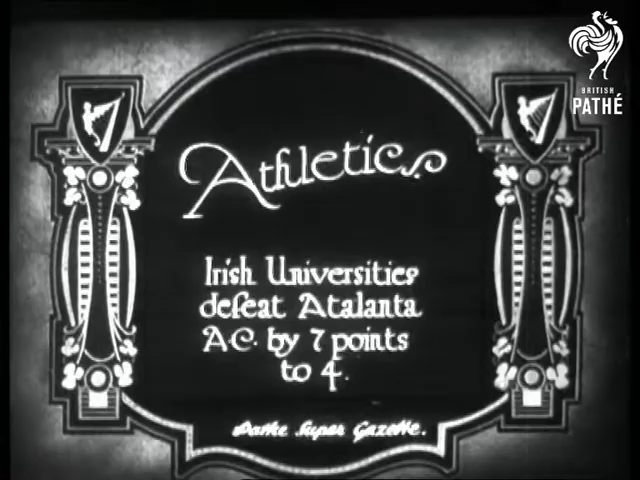 BRITISH
PATHÉ
Athletics
Irish Universities
defeat Atalanta
A.C. by 7 points
to 4.
Pathe Super Gazette.